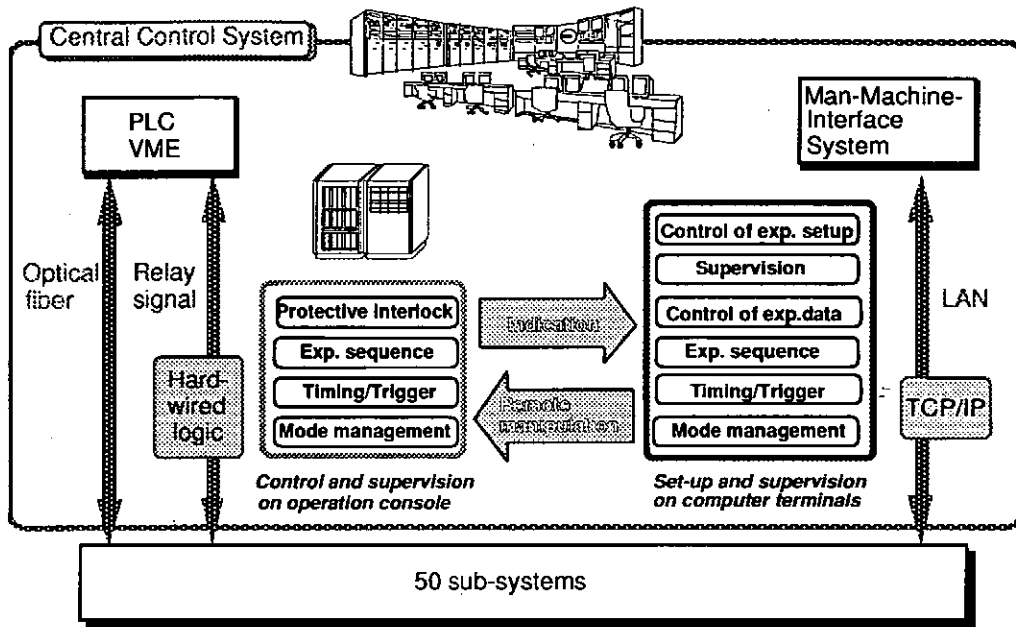 Central Control System
PLC
VME
Man-Machine-
Interface
System
Optical
fiber
Relay
signal
Hard-
wired
logic
Protective Interlock
Exp. sequence
Timing/Trigger
Mode management
Control and supervision
on operation console
Indication
Remote
manipulation
Control of exp. setup
Supervision
Control of exp.data
Exp. sequence
Timing/Trigger
Mode management
Set-up and supervision
on computer terminals
LAN
TCP/IP
50 sub-systems